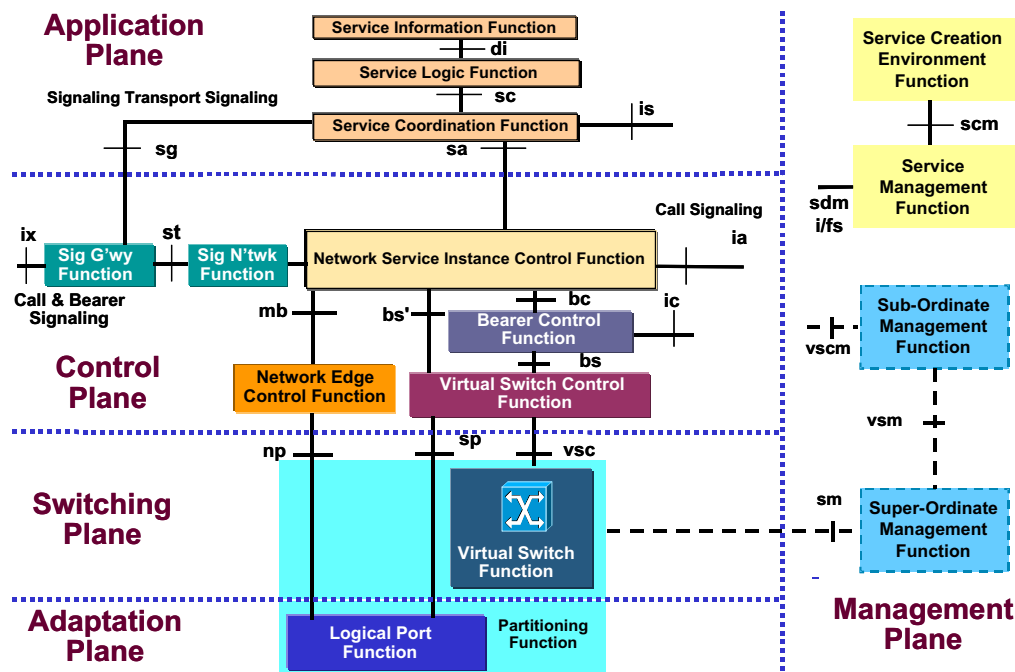 Application
Plane
Service Information Function
di
Service Logic Function
sc
Signaling Transport Signaling
Service Coordination Function
is
sg
sa
Service Creation
Environment
Function
scm
Service
Management
Function
sdm
i/fs
Call Signaling
ix
st
ia
Sig G'wy
Function
Sig N'twk
Function
Network Service Instance Control Function
Call & Bearer
Signaling
mb
bs'
bc
ic
Bearer Control
Function
bs
Control
Plane
Network Edge
Control Function
Virtual Switch Control
Function
Sub-Ordinate
Management
Function
vscm
vsm
np
sp
vsc
Switching
Plane
Virtual Switch
Function
sm
Super-Ordinate
Management
Function
Adaptation
Plane
Logical Port
Function
Partitioning
Function
Management
Plane